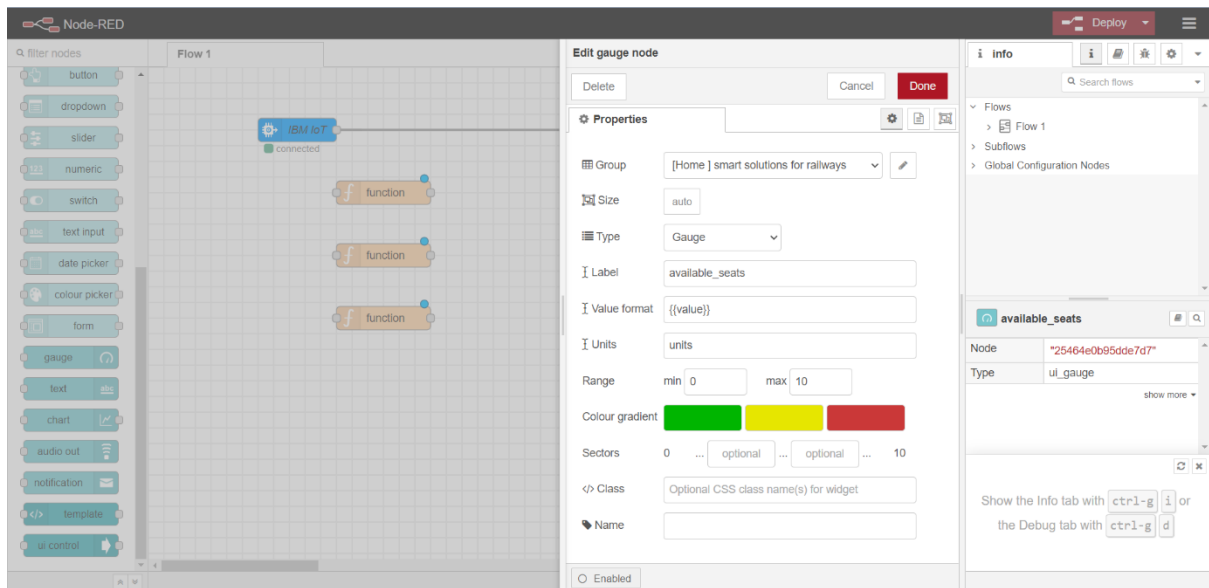 Node-RED
Deploy
filter nodes
button
dropdown
slider
numeric
switch
text input
date picker
colour picker
form
gauge
text
chart
audio out
notification
template
ui control
Flow 1
IBM IoT
connected
function
function
function
Edit gauge node
Delete
Cancel
Done
Properties
Group
[Home ] smart solutions for railways
Size
auto
Type
Gauge
Label
available_seats
Value format
{{value}}
Units
units
Range
min 0
max 10
Colour gradient
Sectors
0 ... optional ... optional ... 10
</> Class
Optional CSS class name(s) for widget
Name
Enabled
i info
i
Search flows
Flows
Flow 1
Subflows
Global Configuration Nodes
available_seats
Node "25464e0b95dde7d7"
Type ui_gauge
show more
Show the Info tab with ctrl-g i or
the Debug tab with ctrl-g d